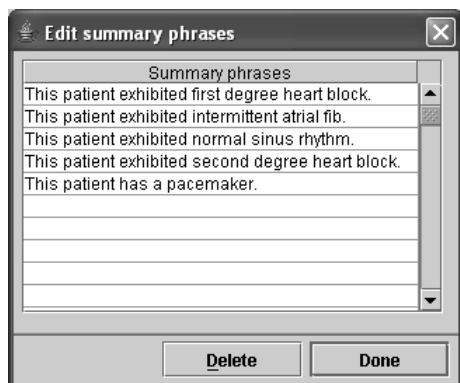 Edit summary phrases
Summary phrases
This patient exhibited first degree heart block.
This patient exhibited intermittent atrial fib.
This patient exhibited normal sinus rhythm.
This patient exhibited second degree heart block.
This patient has a pacemaker.
Delete Done